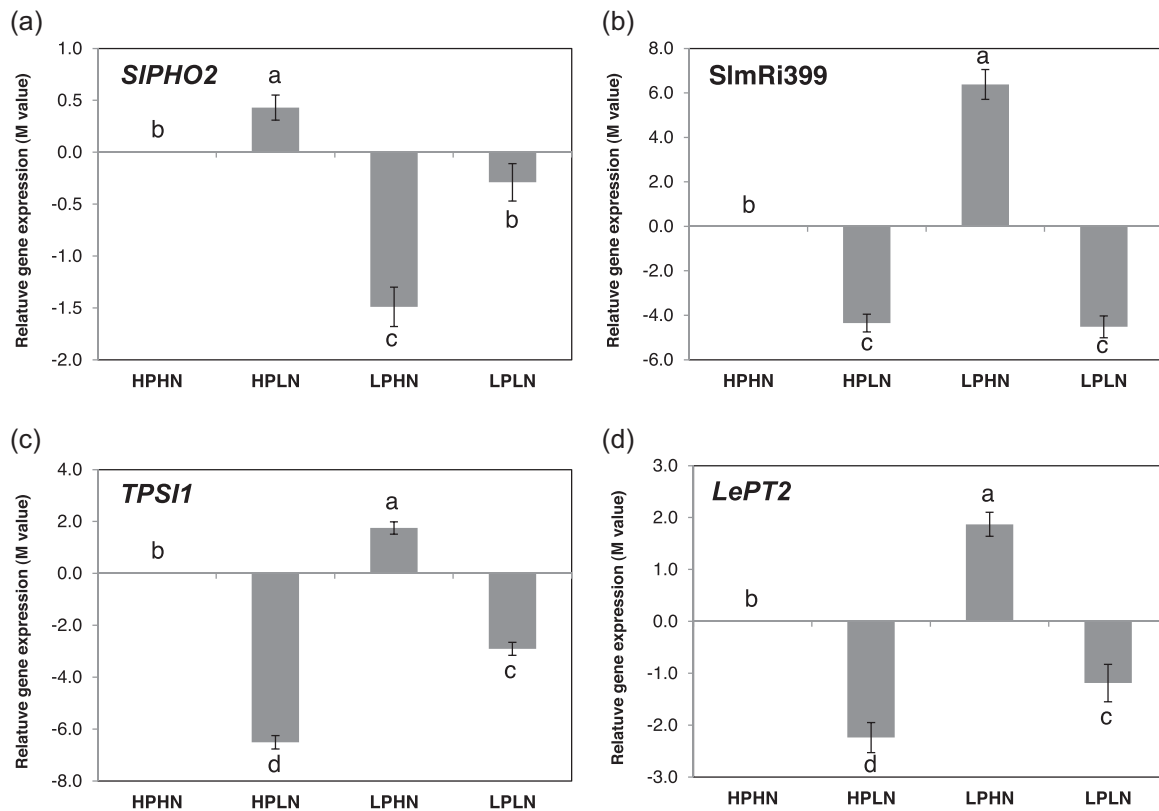 (a)
SlPHO2
Relatuve gene expression (M value)
1.0
0.5
0.0
-0.5
-1.0
-1.5
-2.0
b
a
c
b
HPHN HPLN LPHN LPLN
(b)
SlmRi399
Relatuve gene expression (M value)
8.0
6.0
4.0
2.0
0.0
-2.0
-4.0
-6.0
b
c
a
c
HPHN HPLN LPHN LPLN
(c)
TPSI1
Relatuve gene expression (M value)
4.0
2.0
0.0
-2.0
-4.0
-6.0
-8.0
b
d
a
c
HPHN HPLN LPHN LPLN
(d)
LePT2
Relatuve gene expression (M value)
3.0
2.0
1.0
0.0
-1.0
-2.0
-3.0
b
d
a
c
HPHN HPLN LPHN LPLN